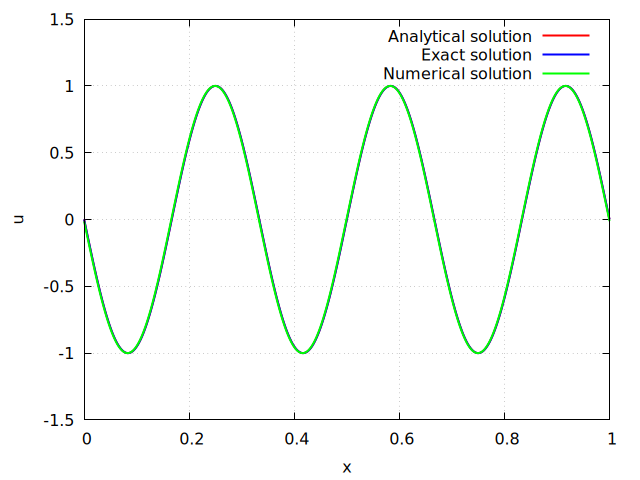 1.5
1
0.5
0
-0.5
-1
-1.5
0 0.2 0.4 0.6 0.8 1
u
x
Analytical solution
Exact solution
Numerical solution